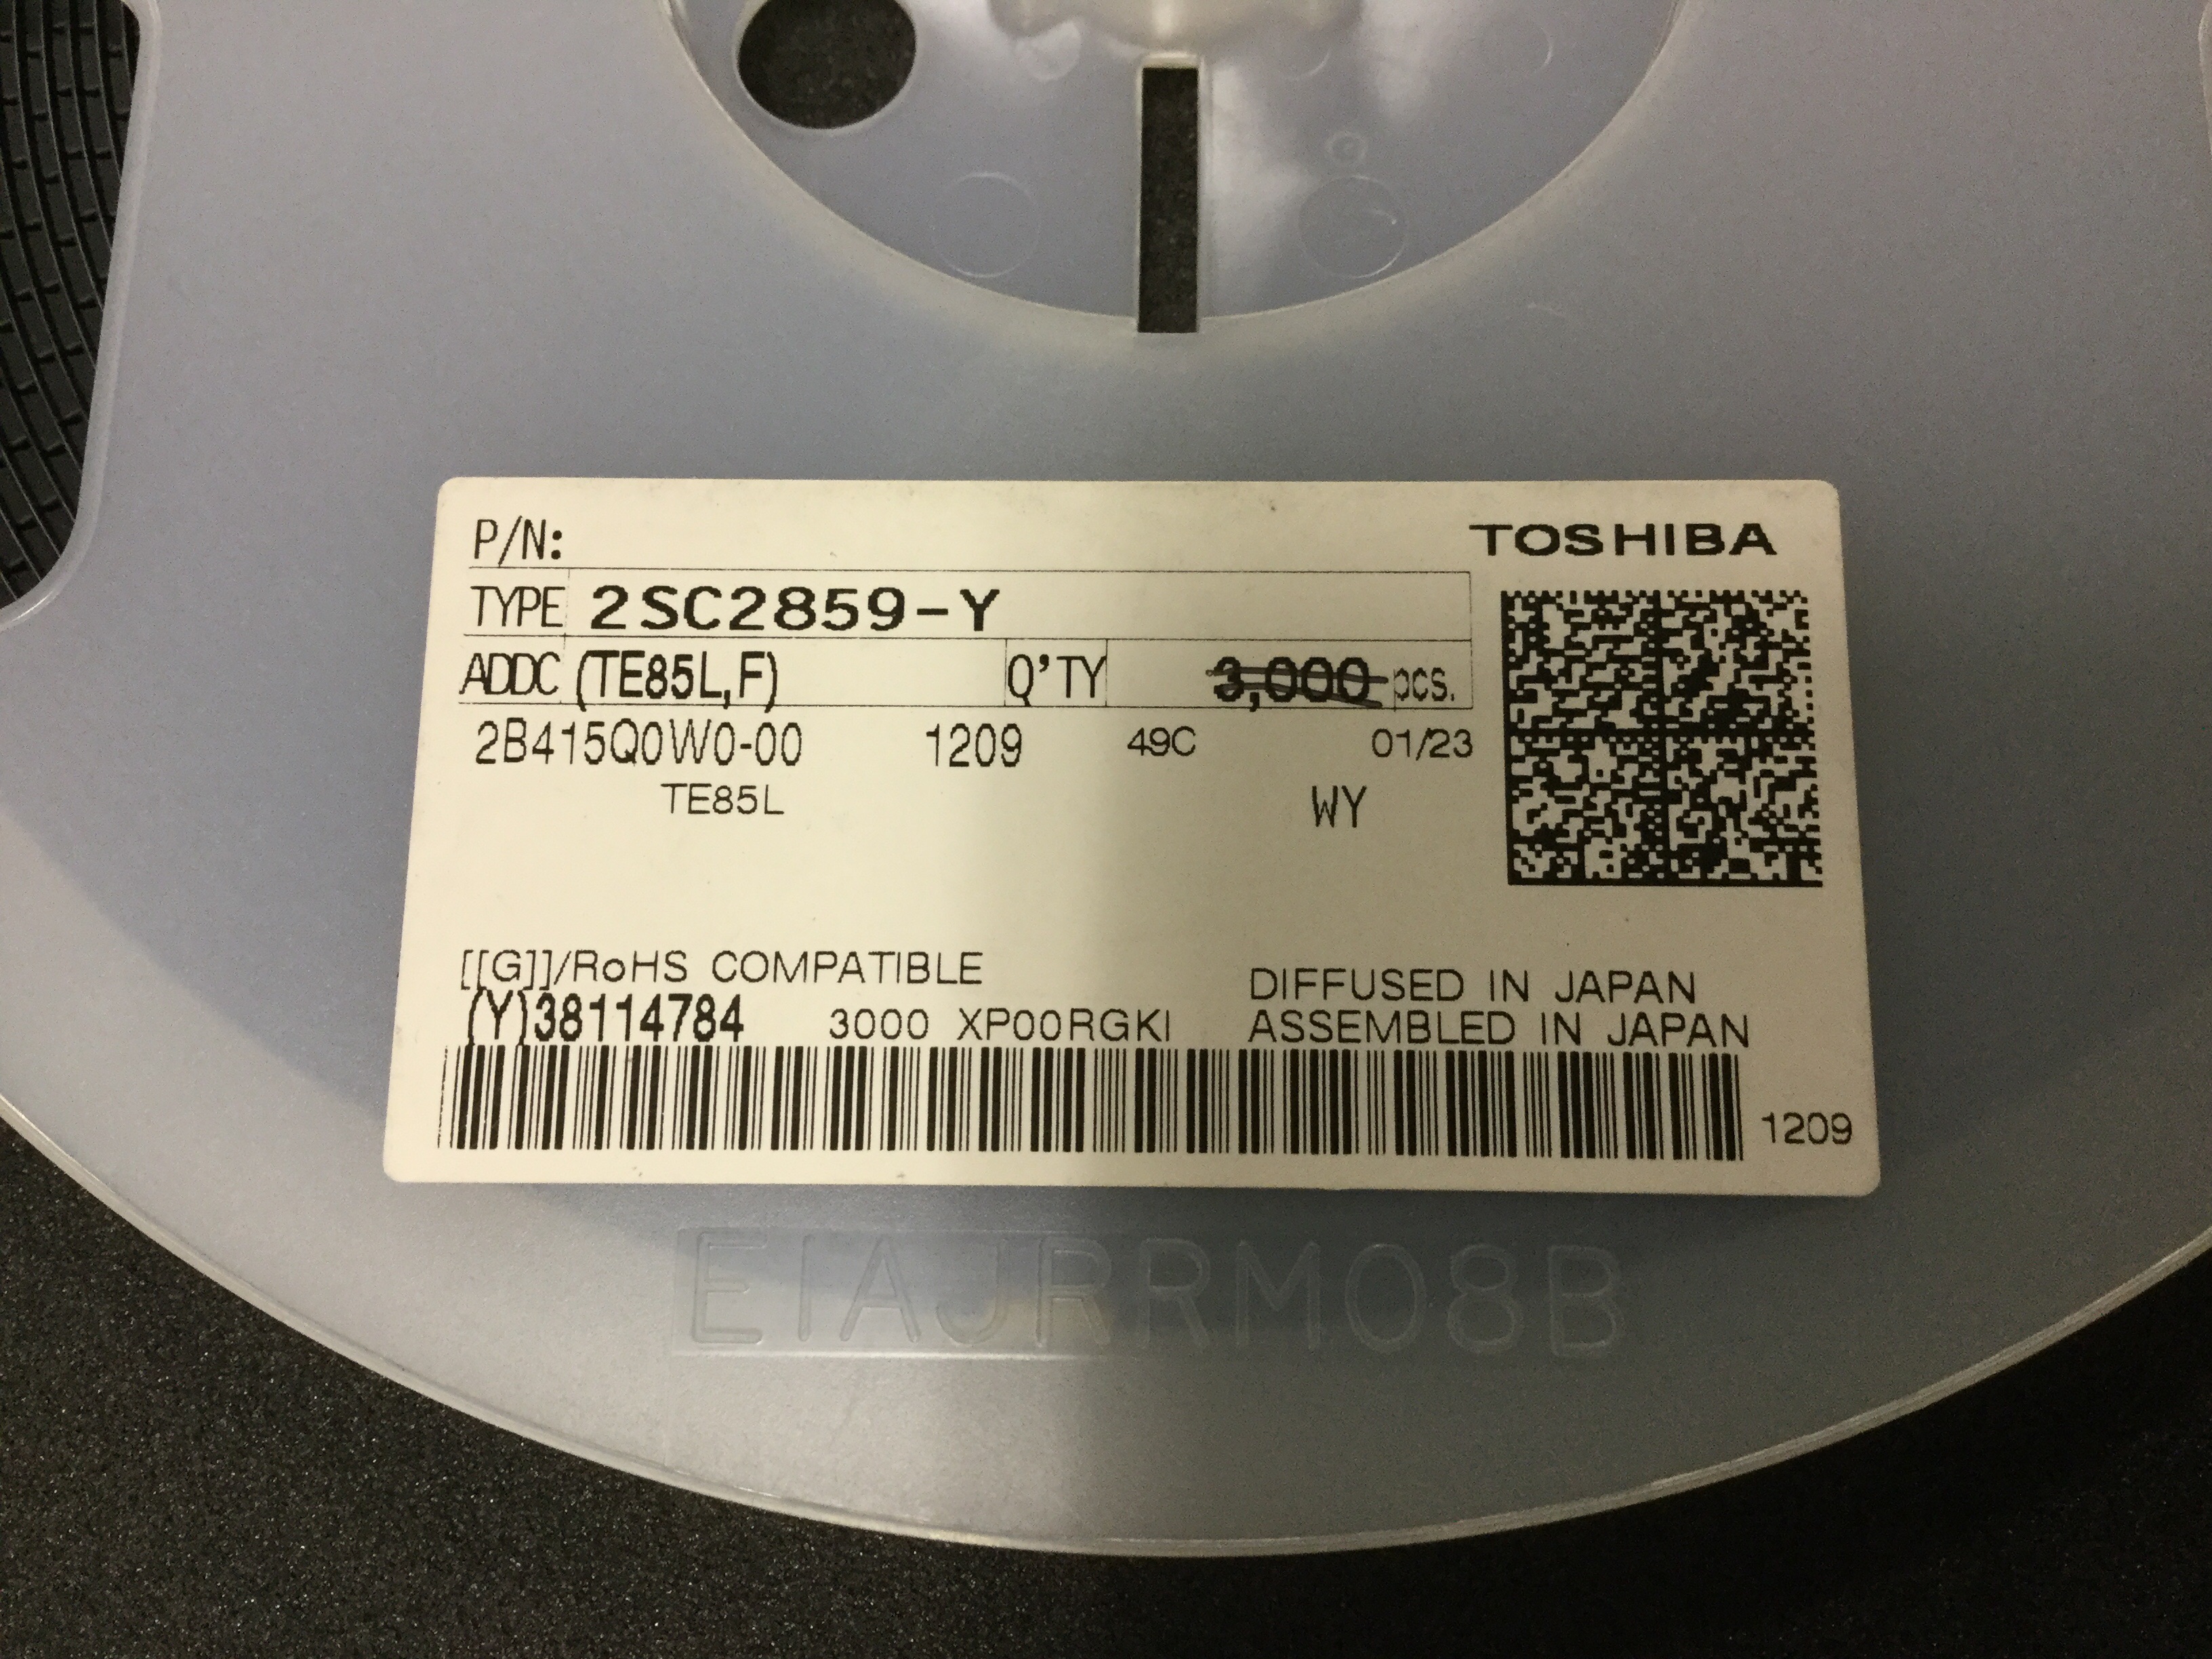 P/N:
TOSHIBA
TYPE 2SC2859-Y
ADDC (TE85L,F) Q'TY 3,000 pcs.
2B415Q0W0-00 1209 49C 01/23
TE85L WY
[[G]]/RoHS COMPATIBLE
DIFFUSED IN JAPAN
(Y)38114784 3000 XP00RGKI
ASSEMBLED IN JAPAN
1209
EIAJRRM08B